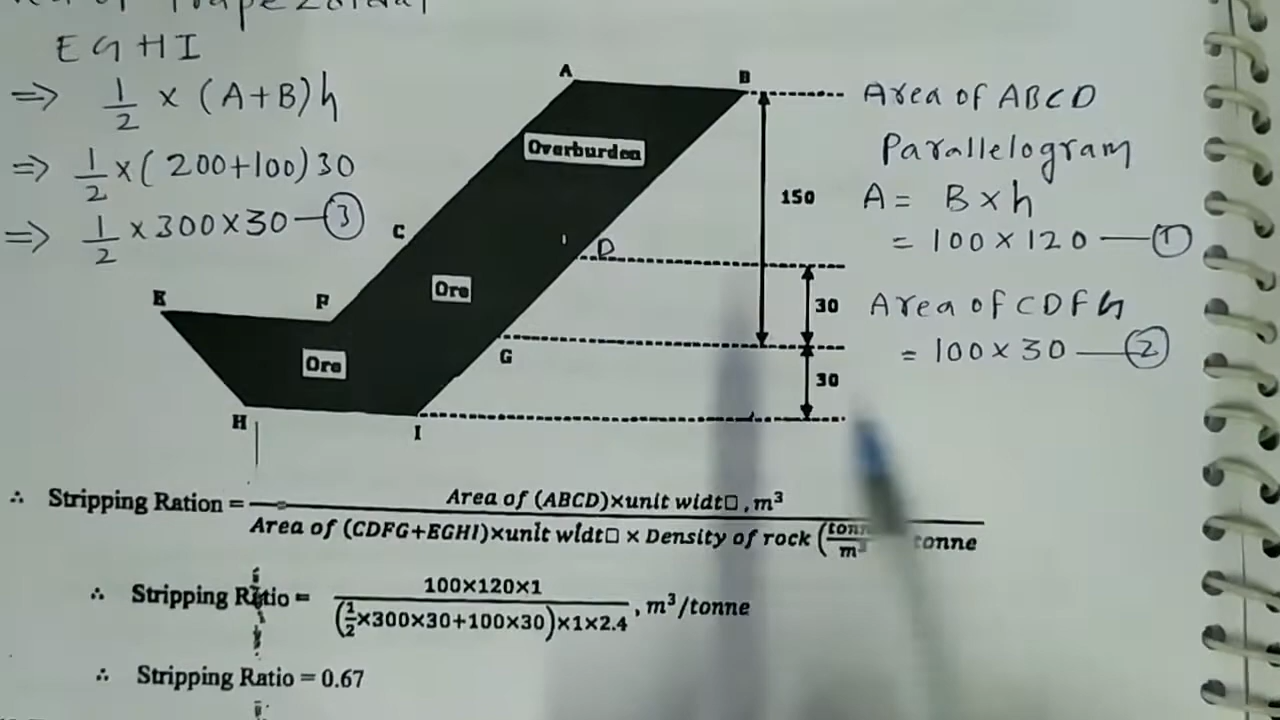 EGHI
⇒ 1/2 × (A+B)h
⇒ 1/2 ×(200+100)30
⇒ 1/2 ×300×30 — ③
A
B
Overburden
C
D
Ore
E
F
Ore
G
H
I
150
30
30
Area of ABCD
Parallelogram
A = B×h
= 100×120 — ①
Area of CDFG
= 100×30 — ②
∴ Stripping Ration = Area of (ABCD)×unit widt□, m³
Area of (CDFG+EGHI)×unit widt□ × Density of rock
∴ Stripping Ratio = 100×120×1
(1/2×300×30+100×30)×1×2.4 , m³/tonne
∴ Stripping Ratio = 0.67